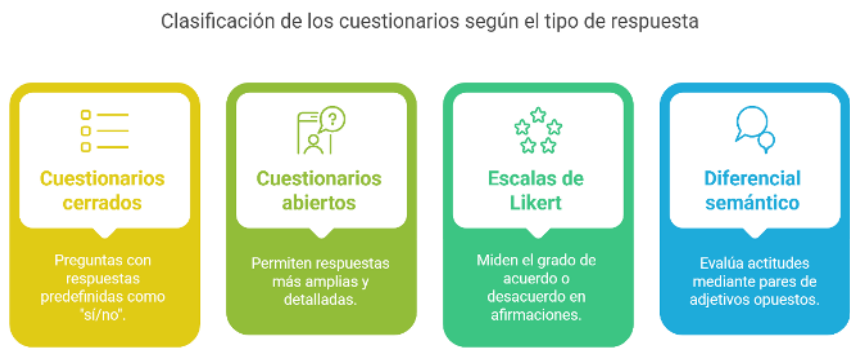 Clasificación de los cuestionarios según el tipo de respuesta
Cuestionarios
cerrados
Preguntas con
respuestas
predefinidas como
"sí/no".
Cuestionarios
abiertos
Permiten respuestas
más amplias y
detalladas.
Escalas de
Likert
Miden el grado de
acuerdo o
desacuerdo en
afirmaciones.
Diferencial
semántico
Evalúa actitudes
mediante pares de
adjetivos opuestos.